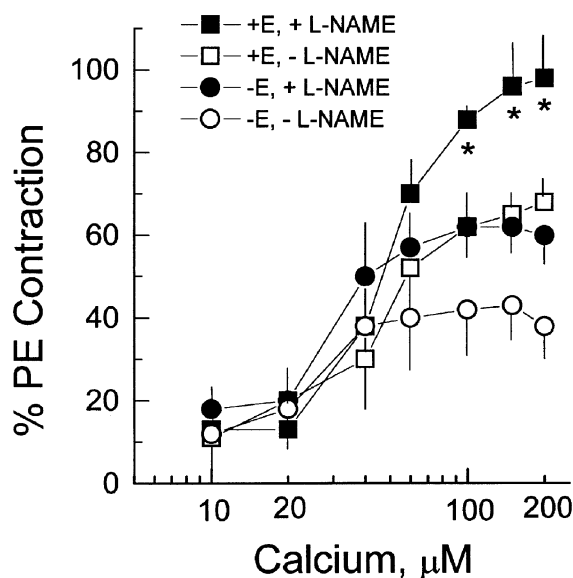 +E, + L-NAME
+E, - L-NAME
-E, + L-NAME
-E, - L-NAME
100
80
60
40
20
0
% PE Contraction
* * *
10 20 100 200
Calcium, µM